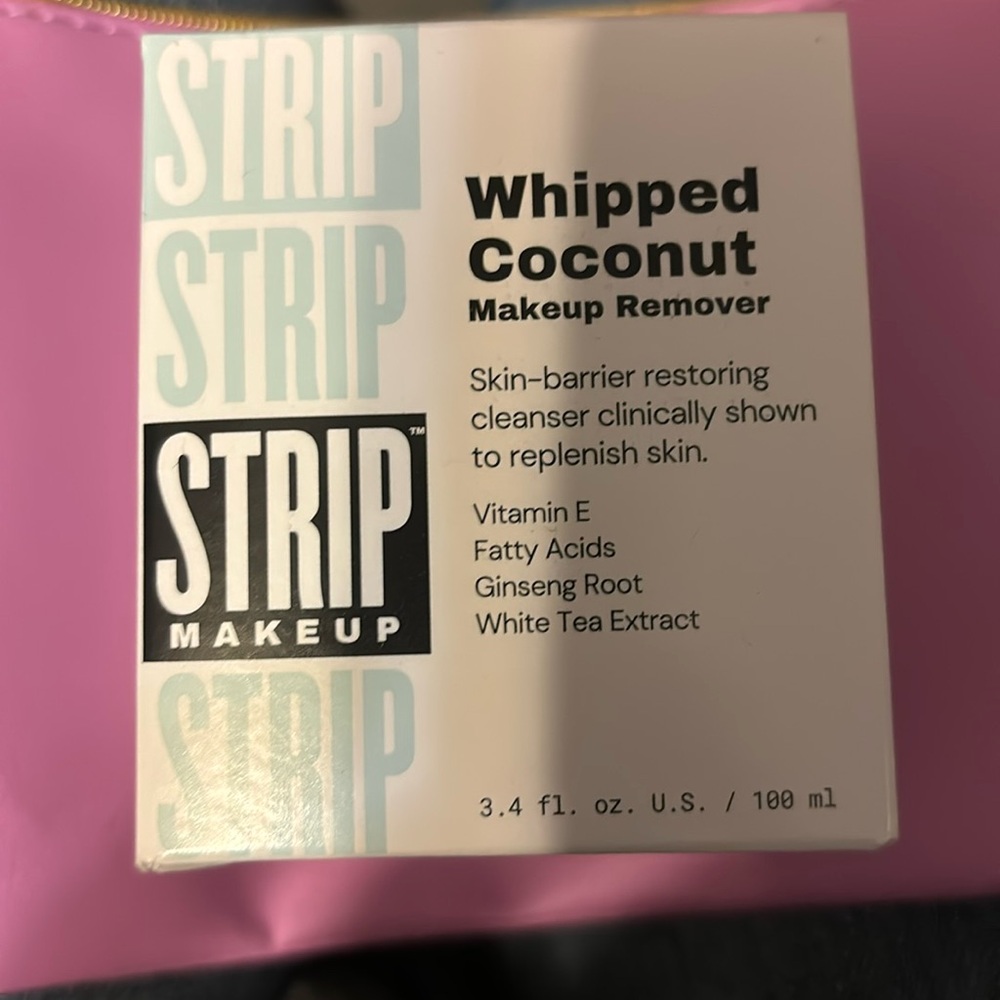 STRIP
STRIP
STRIP™
MAKEUP
STRIP
Whipped
Coconut
Makeup Remover
Skin-barrier restoring
cleanser clinically shown
to replenish skin.
Vitamin E
Fatty Acids
Ginseng Root
White Tea Extract
3.4 fl. oz. U.S. / 100 ml